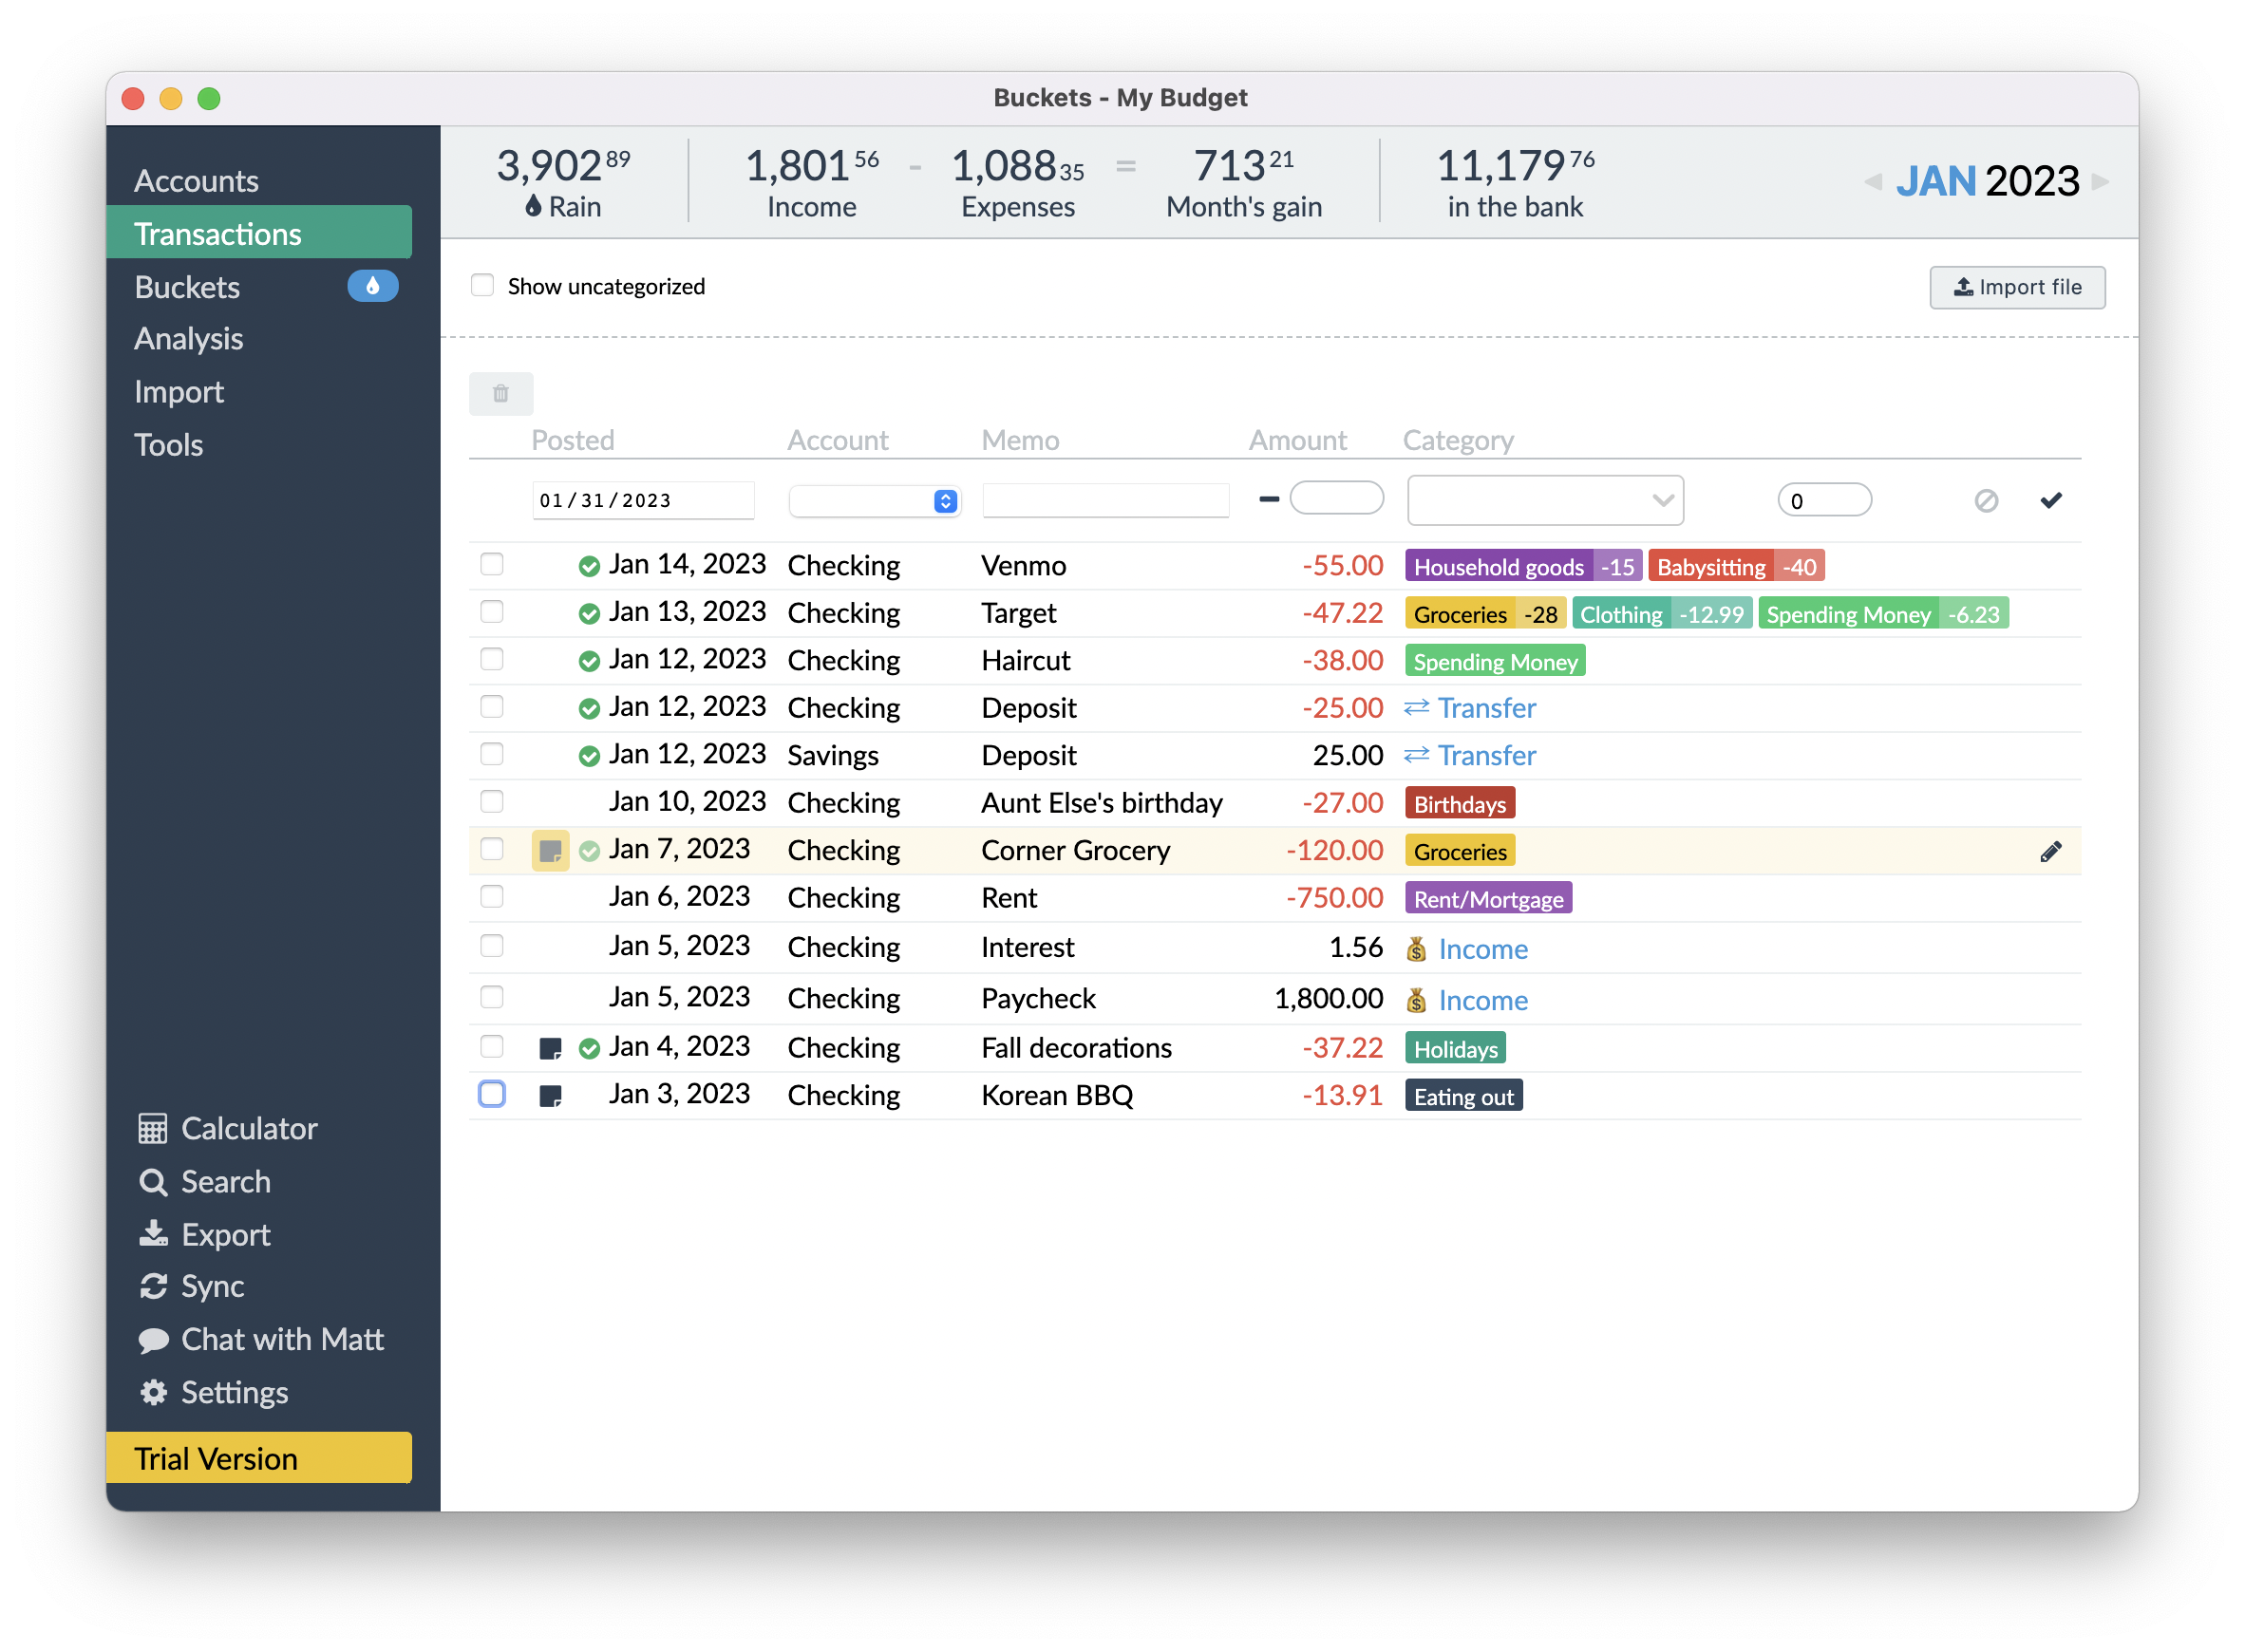 Buckets - My Budget
Accounts
Transactions
Buckets
Analysis
Import
Tools
Calculator
Search
Export
Sync
Chat with Matt
Settings
Trial Version
3,902 89 1,801 56 - 1,088 35 = 713 21 11,179 76
Rain Income Expenses Month's gain in the bank
JAN 2023
Show uncategorized
Import file
Posted Account Memo Amount Category
01/31/2023 0
Jan 14, 2023 Checking Venmo -55.00 Household goods -15 Babysitting -40
Jan 13, 2023 Checking Target -47.22 Groceries -28 Clothing -12.99 Spending Money -6.23
Jan 12, 2023 Checking Haircut -38.00 Spending Money
Jan 12, 2023 Checking Deposit -25.00 Transfer
Jan 12, 2023 Savings Deposit 25.00 Transfer
Jan 10, 2023 Checking Aunt Else's birthday -27.00 Birthdays
Jan 7, 2023 Checking Corner Grocery -120.00 Groceries
Jan 6, 2023 Checking Rent -750.00 Rent/Mortgage
Jan 5, 2023 Checking Interest 1.56 Income
Jan 5, 2023 Checking Paycheck 1,800.00 Income
Jan 4, 2023 Checking Fall decorations -37.22 Holidays
Jan 3, 2023 Checking Korean BBQ -13.91 Eating out